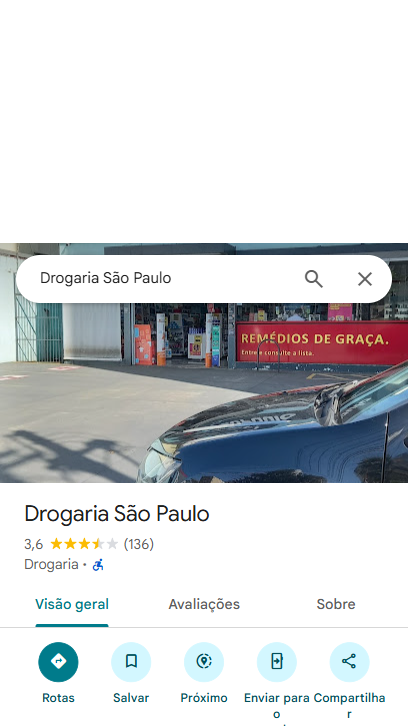 Drogaria São Paulo
REMÉDIOS DE GRAÇA.
Entre e consulte a lista.
Drogaria São Paulo
3,6 (136)
Drogaria ·
Visão geral Avaliações Sobre
Rotas Salvar Próximo Enviar para o Compartilhar